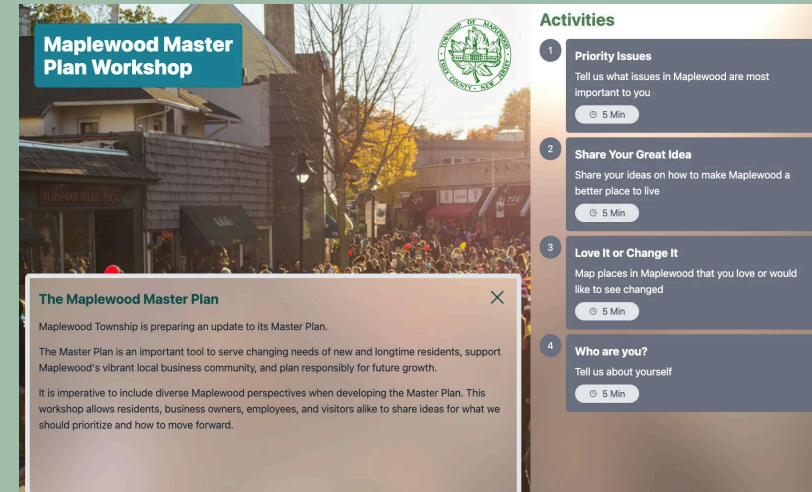 Maplewood Master
Plan Workshop
TOWNSHIP OF MAPLEWOOD
ESSEX COUNTY · NEW JERSEY
The Maplewood Master Plan
Maplewood Township is preparing an update to its Master Plan.
The Master Plan is an important tool to serve changing needs of new and longtime residents, support
Maplewood's vibrant local business community, and plan responsibly for future growth.
It is imperative to include diverse Maplewood perspectives when developing the Master Plan. This
workshop allows residents, business owners, employees, and visitors alike to share ideas for what we
should prioritize and how to move forward.
Activities
1
Priority Issues
Tell us what issues in Maplewood are most
important to you
5 Min
2
Share Your Great Idea
Share your ideas on how to make Maplewood a
better place to live
5 Min
3
Love It or Change It
Map places in Maplewood that you love or would
like to see changed
5 Min
4
Who are you?
Tell us about yourself
5 Min